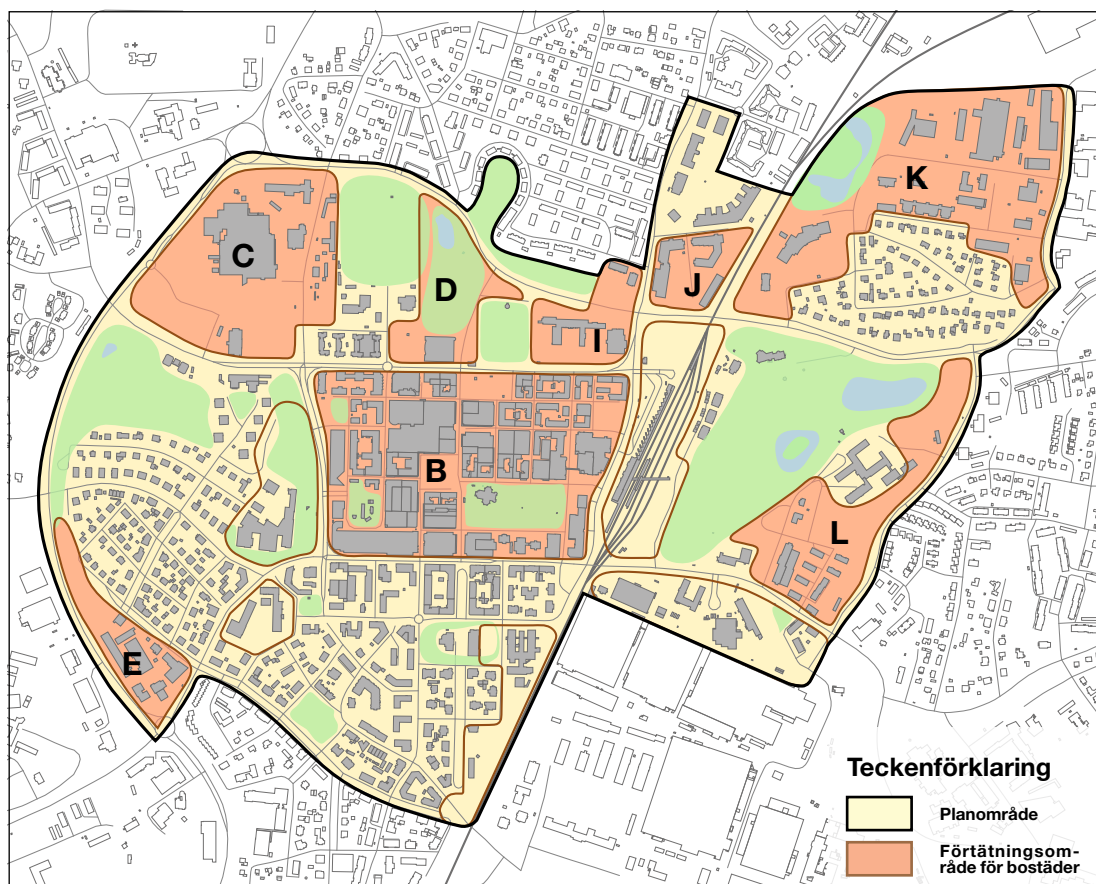 K
C
J
D
I
B
L
E
Teckenförklaring
Planområde
Förtätningsom-
råde för bostäder